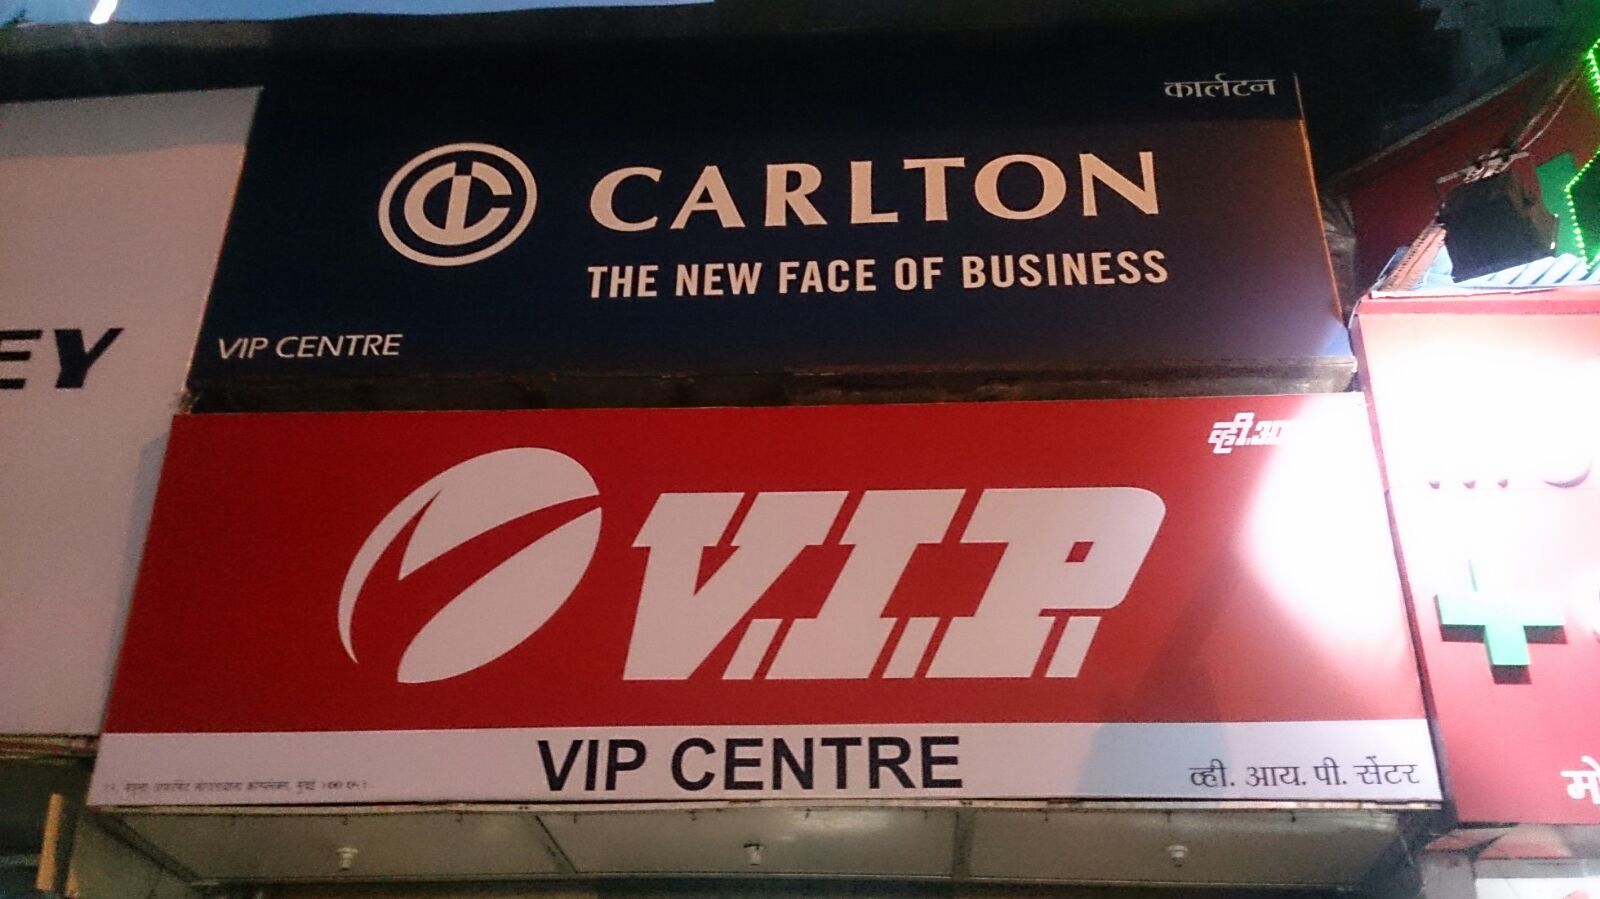 कार्लटन
CARLTON
THE NEW FACE OF BUSINESS
VIP CENTRE
EY
व्ही.आ
V.I.P.
VIP CENTRE
व्ही. आय. पी. सेंटर